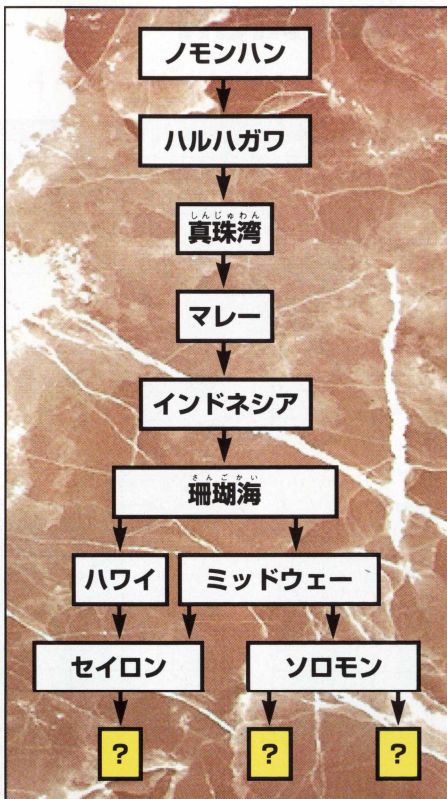 ノモンハン
ハルハガワ
しんじゅわん
真珠湾
マレー
インドネシア
さんごかい
珊瑚海
ハワイ ミッドウェー
セイロン ソロモン
? ? ?